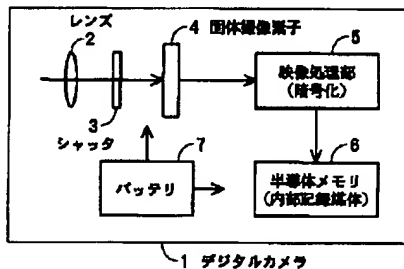 レンズ
2
4 固体撮像素子
5
映像処理部
(暗号化)
3
シャッタ
7
バッテリ
6
半導体メモリ
(内部記録媒体)
1 デジタルカメラ